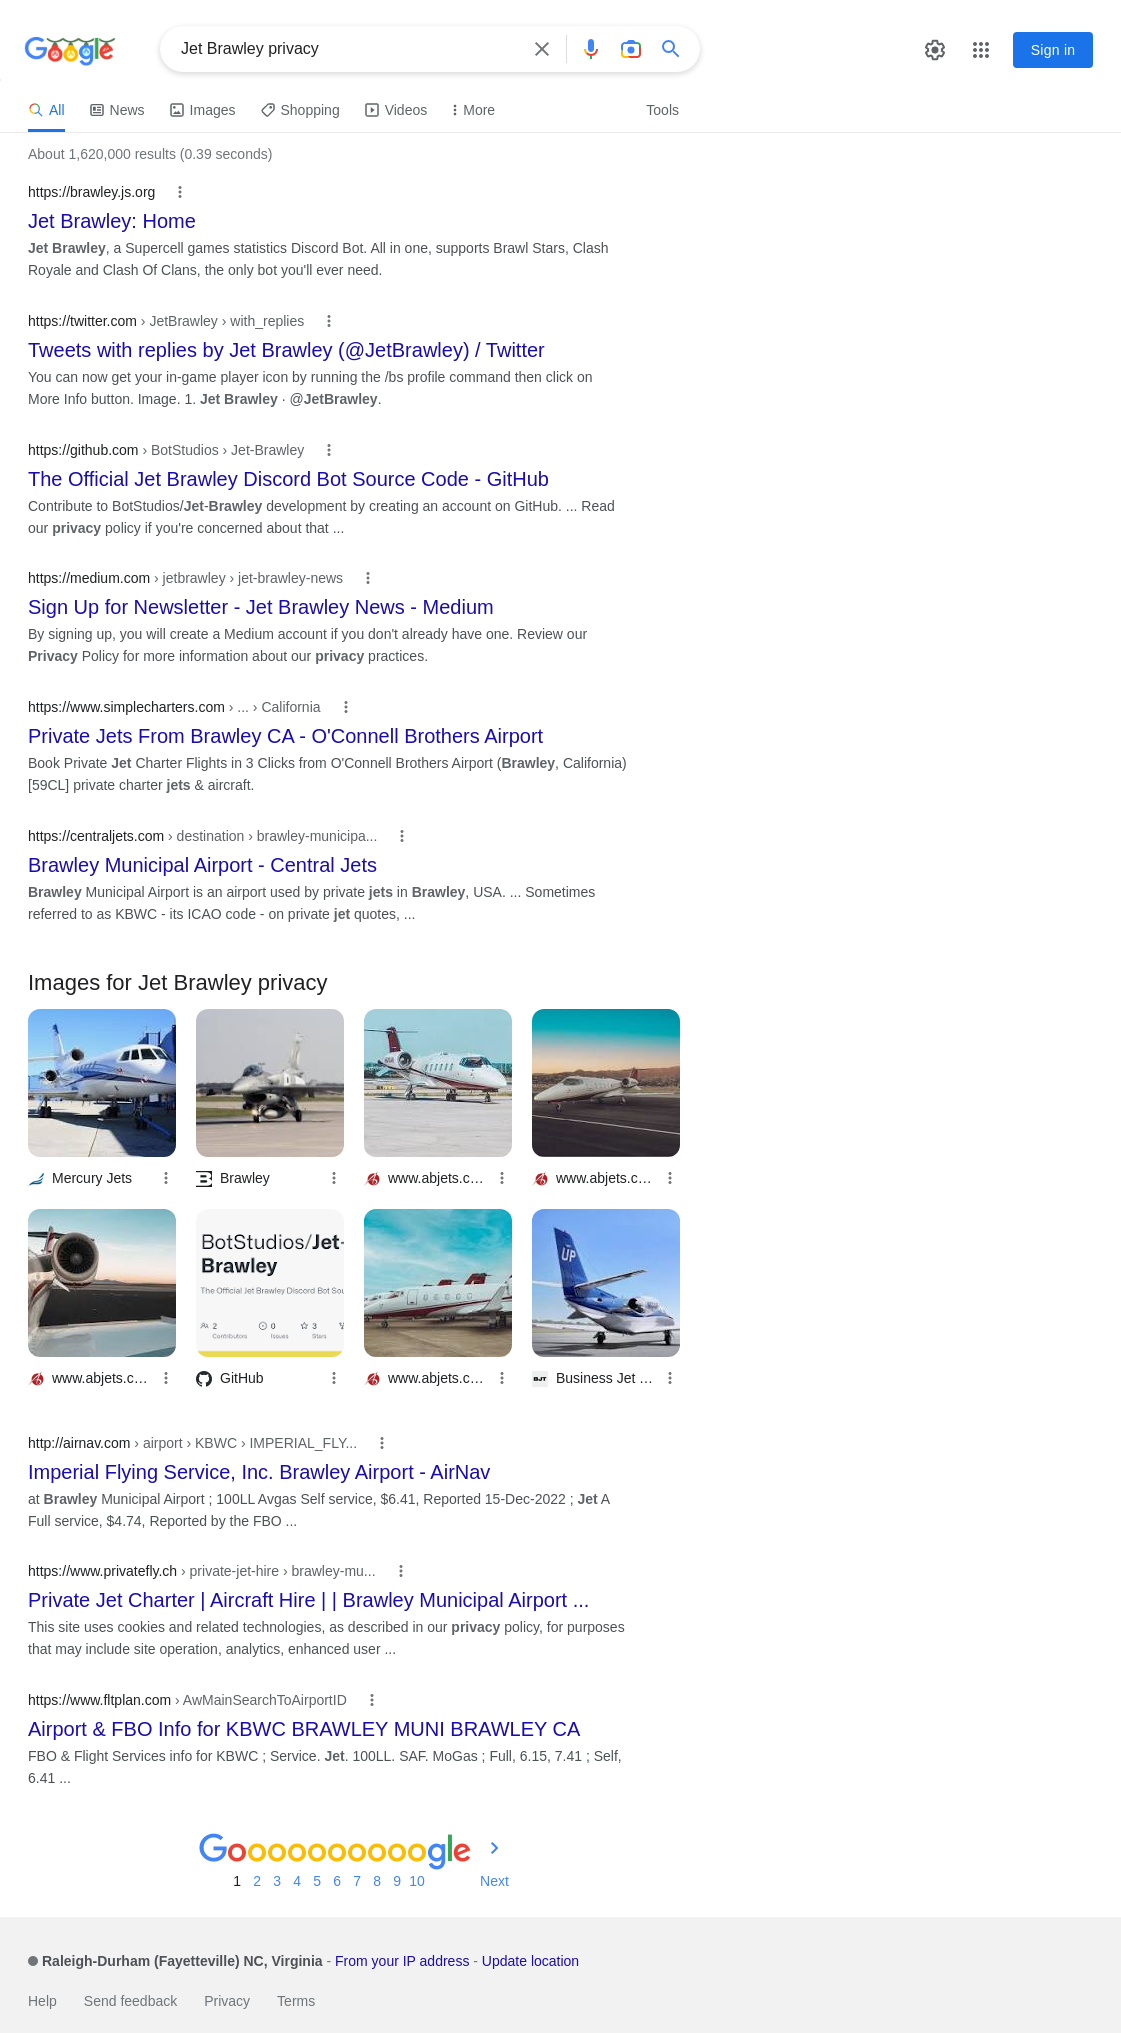 Google
Jet Brawley privacy
Sign in
All
News
Images
Shopping
Videos
More
Tools
About 1,620,000 results (0.39 seconds)
https://brawley.js.org
Jet Brawley: Home
Jet Brawley, a Supercell games statistics Discord Bot. All in one, supports Brawl Stars, Clash
Royale and Clash Of Clans, the only bot you'll ever need.
https://twitter.com › JetBrawley › with_replies
Tweets with replies by Jet Brawley (@JetBrawley) / Twitter
You can now get your in-game player icon by running the /bs profile command then click on
More Info button. Image. 1. Jet Brawley · @JetBrawley.
https://github.com › BotStudios › Jet-Brawley
The Official Jet Brawley Discord Bot Source Code - GitHub
Contribute to BotStudios/Jet-Brawley development by creating an account on GitHub. ... Read
our privacy policy if you're concerned about that ...
https://medium.com › jetbrawley › jet-brawley-news
Sign Up for Newsletter - Jet Brawley News - Medium
By signing up, you will create a Medium account if you don't already have one. Review our
Privacy Policy for more information about our privacy practices.
https://www.simplecharters.com › ... › California
Private Jets From Brawley CA - O'Connell Brothers Airport
Book Private Jet Charter Flights in 3 Clicks from O'Connell Brothers Airport (Brawley, California)
[59CL] private charter jets & aircraft.
https://centraljets.com › destination › brawley-municipa...
Brawley Municipal Airport - Central Jets
Brawley Municipal Airport is an airport used by private jets in Brawley, USA. ... Sometimes
referred to as KBWC - its ICAO code - on private jet quotes, ...
Images for Jet Brawley privacy
Mercury Jets
Brawley
www.abjets.c...
www.abjets.c...
BotStudios/Jet-
Brawley
The Official Jet Brawley Discord Bot Sou
2
0
3
Contributors
Issues
Stars
UP
www.abjets.c...
GitHub
www.abjets.c...
BJT
Business Jet ...
http://airnav.com › airport › KBWC › IMPERIAL_FLY...
Imperial Flying Service, Inc. Brawley Airport - AirNav
at Brawley Municipal Airport ; 100LL Avgas Self service, $6.41, Reported 15-Dec-2022 ; Jet A
Full service, $4.74, Reported by the FBO ...
https://www.privatefly.ch › private-jet-hire › brawley-mu...
Private Jet Charter | Aircraft Hire | | Brawley Municipal Airport ...
This site uses cookies and related technologies, as described in our privacy policy, for purposes
that may include site operation, analytics, enhanced user ...
https://www.fltplan.com › AwMainSearchToAirportID
Airport & FBO Info for KBWC BRAWLEY MUNI BRAWLEY CA
FBO & Flight Services info for KBWC ; Service. Jet. 100LL. SAF. MoGas ; Full, 6.15, 7.41 ; Self,
6.41 ...
Goooooooooogle
1 2 3 4 5 6 7 8 9 10 Next
Raleigh-Durham (Fayetteville) NC, Virginia - From your IP address - Update location
Help Send feedback Privacy Terms